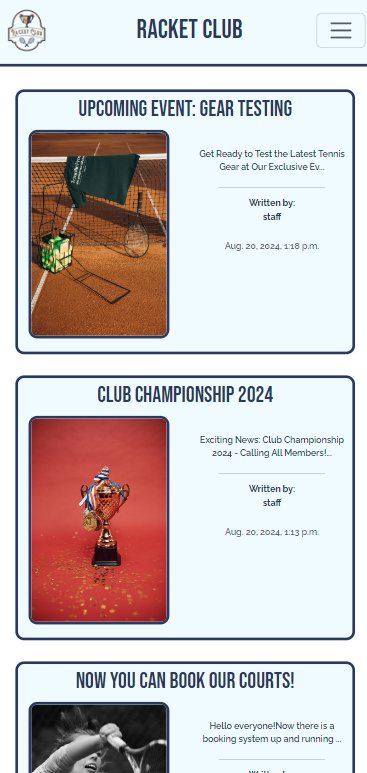 RACKET CLUB
RACKET CLUB
UPCOMING EVENT: GEAR TESTING
Get Ready to Test the Latest Tennis
Gear at Our Exclusive Ev...
Written by:
staff
Aug. 20, 2024, 1:18 p.m.
CLUB CHAMPIONSHIP 2024
Exciting News: Club Championship
2024 - Calling All Members!...
Written by:
staff
Aug. 20, 2024, 1:13 p.m.
NOW YOU CAN BOOK OUR COURTS!
Hello everyone!Now there is a
booking system up and running ...